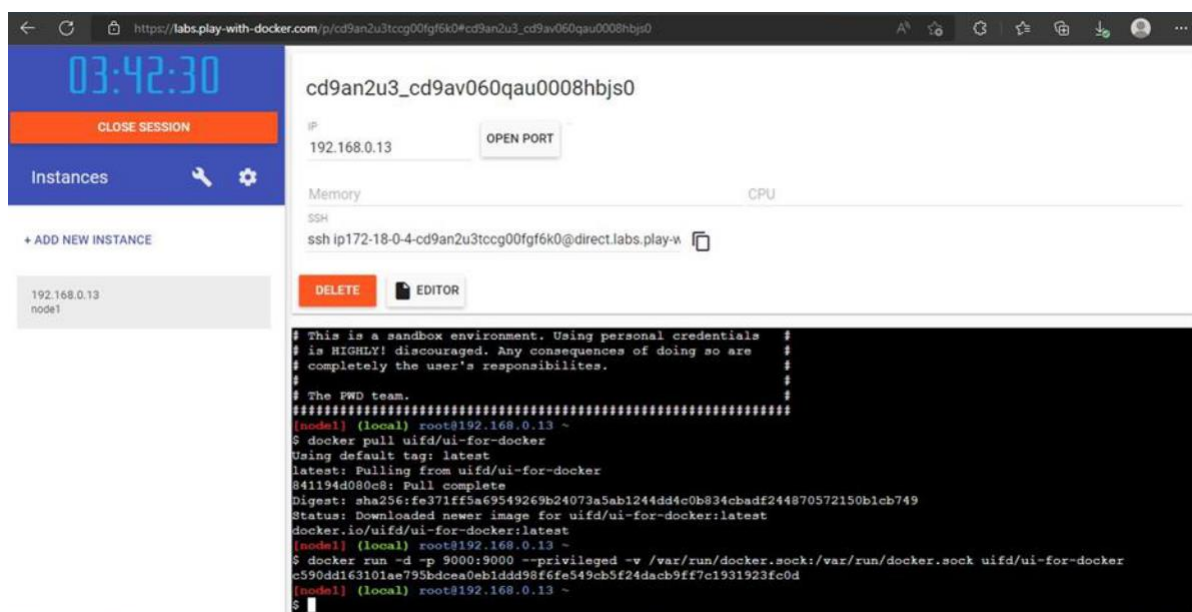 https://labs.play-with-docker.com/p/cd9an2u3tccg00fgf6k0#cd9an2u3_cd9av060qau0008hbjs0
03:42:30
CLOSE SESSION
Instances
+ ADD NEW INSTANCE
192.168.0.13
node1
cd9an2u3_cd9av060qau0008hbjs0
IP
192.168.0.13
OPEN PORT
Memory
CPU
SSH
ssh ip172-18-0-4-cd9an2u3tccg00fgf6k0@direct.labs.play-w
DELETE
EDITOR
# This is a sandbox environment. Using personal credentials #
# is HIGHLY! discouraged. Any consequences of doing so are #
# completely the user's responsibilites. #
# #
# The PWD team. #
################################################################
[node1] (local) root@192.168.0.13 ~
$ docker pull uifd/ui-for-docker
Using default tag: latest
latest: Pulling from uifd/ui-for-docker
841194d080c8: Pull complete
Digest: sha256:fe371ff5a69549269b24073a5ab1244dd4c0b834cbadf244870572150b1cb749
Status: Downloaded newer image for uifd/ui-for-docker:latest
docker.io/uifd/ui-for-docker:latest
[node1] (local) root@192.168.0.13 ~
$ docker run -d -p 9000:9000 --privileged -v /var/run/docker.sock:/var/run/docker.sock uifd/ui-for-docker
c590dd163101ae795bdcea0eb1ddd98f6fe549cb5f24dacb9ff7c1931923fc0d
[node1] (local) root@192.168.0.13 ~
$